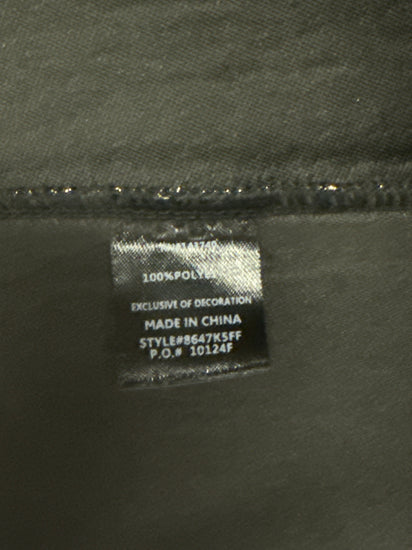 100%POLYE
EXCLUSIVE OF DECORATION
MADE IN CHINA
STYLE#8647K5FF
P.O.# 10124F